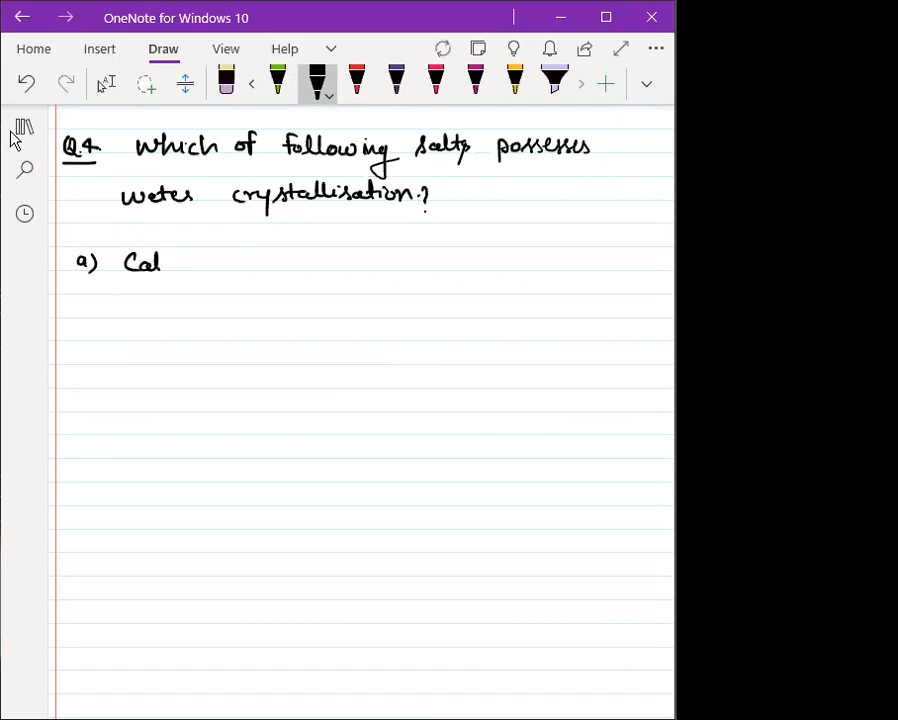 OneNote for Windows 10
Home Insert Draw View Help
Q.4. Which of following salts possesses
water crystallisation?
a) Cal